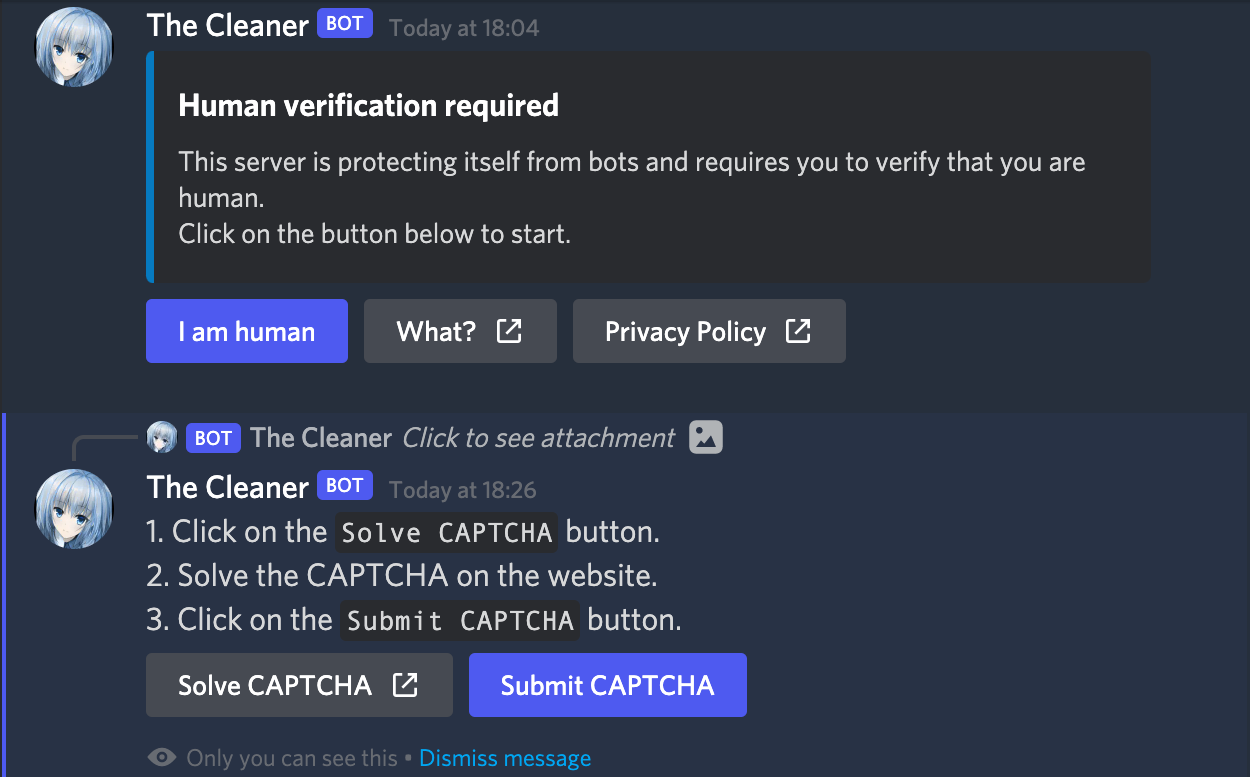 The Cleaner BOT Today at 18:04
Human verification required
This server is protecting itself from bots and requires you to verify that you are
human.
Click on the button below to start.
I am human What? Privacy Policy
BOT The Cleaner Click to see attachment
The Cleaner BOT Today at 18:26
1. Click on the Solve CAPTCHA button.
2. Solve the CAPTCHA on the website.
3. Click on the Submit CAPTCHA button.
Solve CAPTCHA Submit CAPTCHA
Only you can see this • Dismiss message